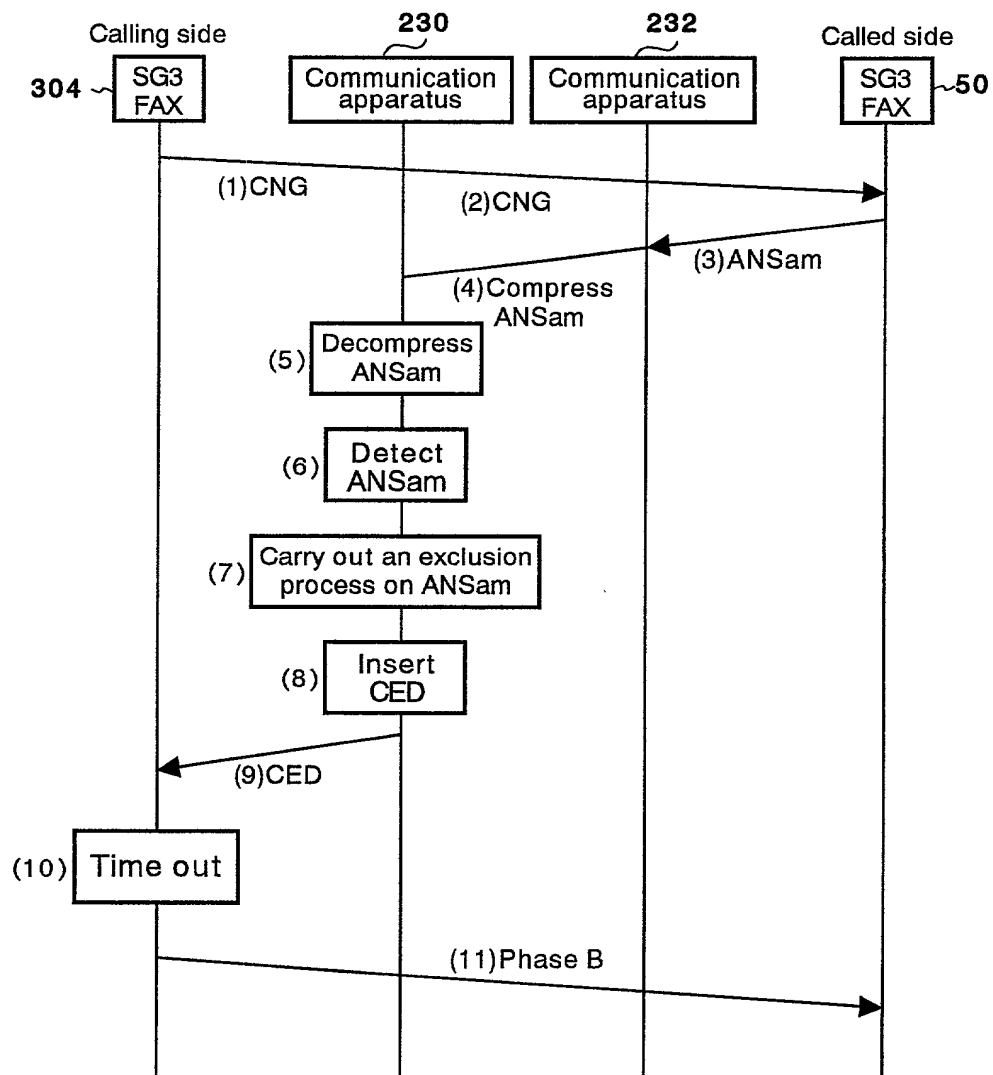 Calling side
230
232
Called side
304
SG3
FAX
Communication
apparatus
Communication
apparatus
SG3
FAX
50
(1)CNG
(2)CNG
(3)ANSam
(4)Compress
ANSam
(5)
Decompress
ANSam
(6)
Detect
ANSam
(7)
Carry out an exclusion
process on ANSam
(8)
Insert
CED
(9)CED
(10)
Time out
(11)Phase B